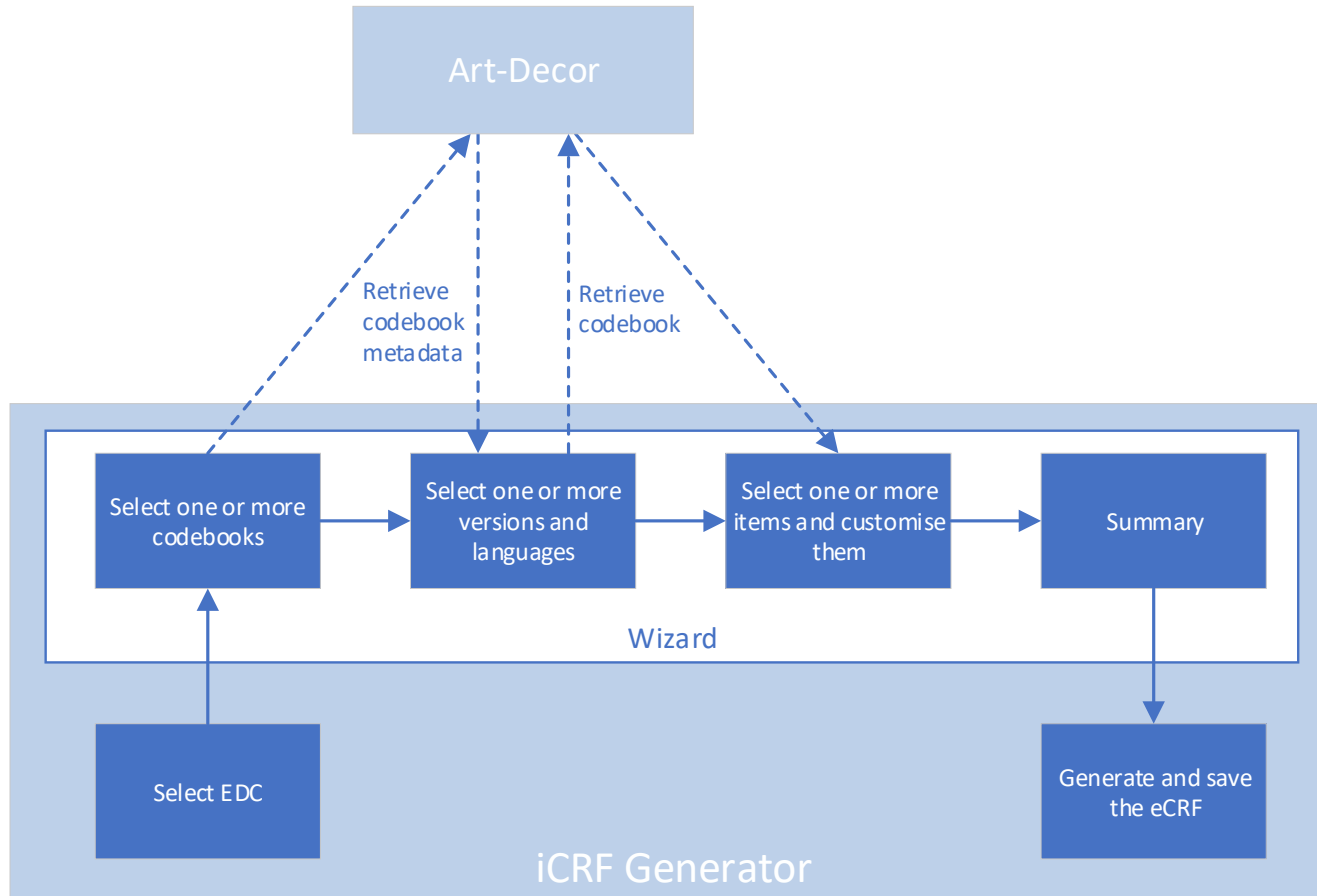 Art-Decor
Retrieve
codebook
metadata
Retrieve
codebook
Select one or more
codebooks
Select one or more
versions and
languages
Select one or more
items and customise
them
Summary
Wizard
Select EDC
Generate and save
the eCRF
iCRF Generator